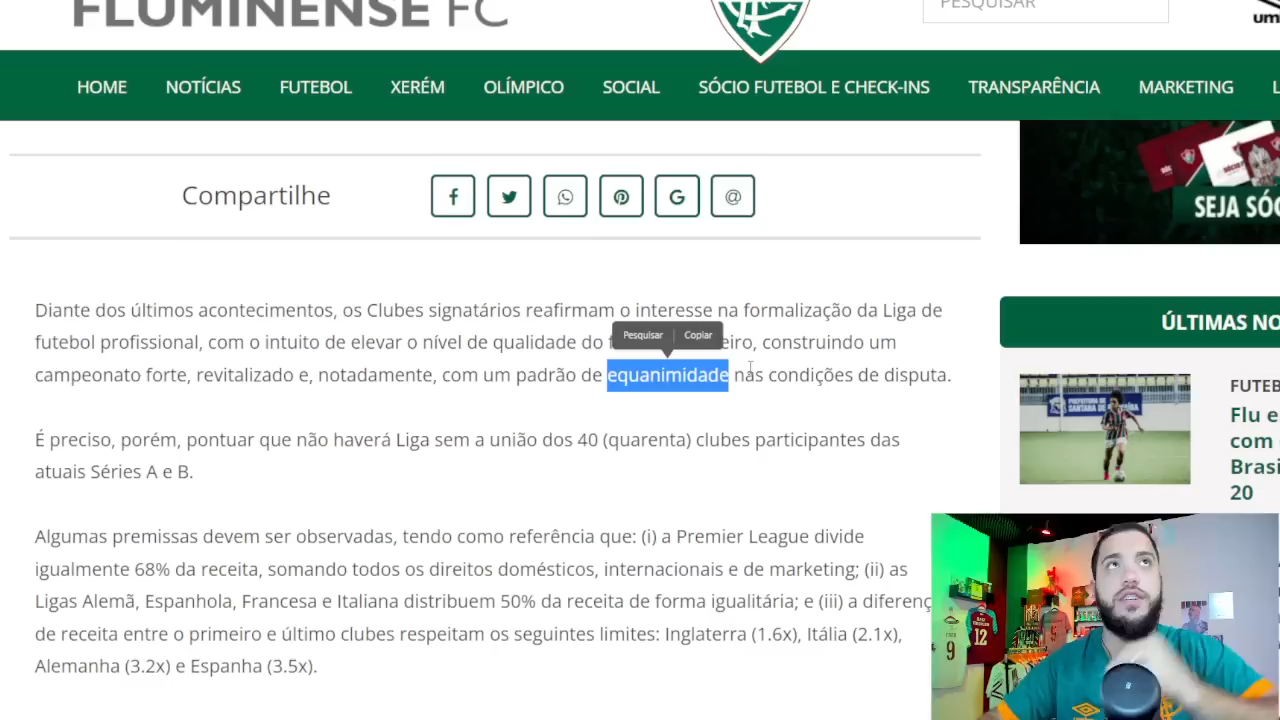 FLUMINENSE FC
PESQUISAR
um
HOME NOTÍCIAS FUTEBOL XERÉM OLÍMPICO SOCIAL SÓCIO FUTEBOL E CHECK-INS TRANSPARÊNCIA MARKETING L
Compartilhe
SEJA SÓC
Diante dos últimos acontecimentos, os Clubes signatários reafirmam o interesse na formalização da Liga de
futebol profissional, com o intuito de elevar o nível de qualidade do f eiro, construindo um
Pesquisar Copiar
campeonato forte, revitalizado e, notadamente, com um padrão de equanimidade nas condições de disputa.
É preciso, porém, pontuar que não haverá Liga sem a união dos 40 (quarenta) clubes participantes das
atuais Séries A e B.
Algumas premissas devem ser observadas, tendo como referência que: (i) a Premier League divide
igualmente 68% da receita, somando todos os direitos domésticos, internacionais e de marketing; (ii) as
Ligas Alemã, Espanhola, Francesa e Italiana distribuem 50% da receita de forma igualitária; e (iii) a diferenç
de receita entre o primeiro e último clubes respeitam os seguintes limites: Inglaterra (1.6x), Itália (2.1x),
Alemanha (3.2x) e Espanha (3.5x).
ÚLTIMAS NO
FUTEB
Flu e
com
Brasi
20
9
12